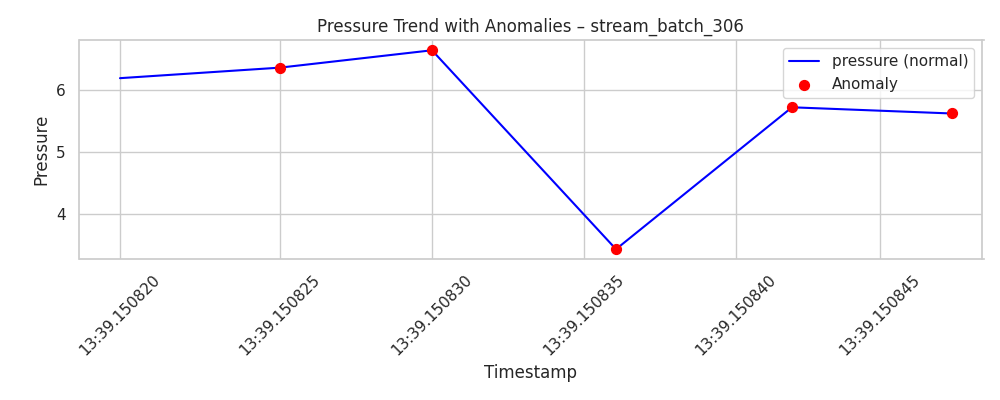 Pressure Trend with Anomalies – stream_batch_306
pressure (normal)
Anomaly
Pressure
6
5
4
13:39.150820
13:39.150825
13:39.150830
13:39.150835
13:39.150840
13:39.150845
Timestamp